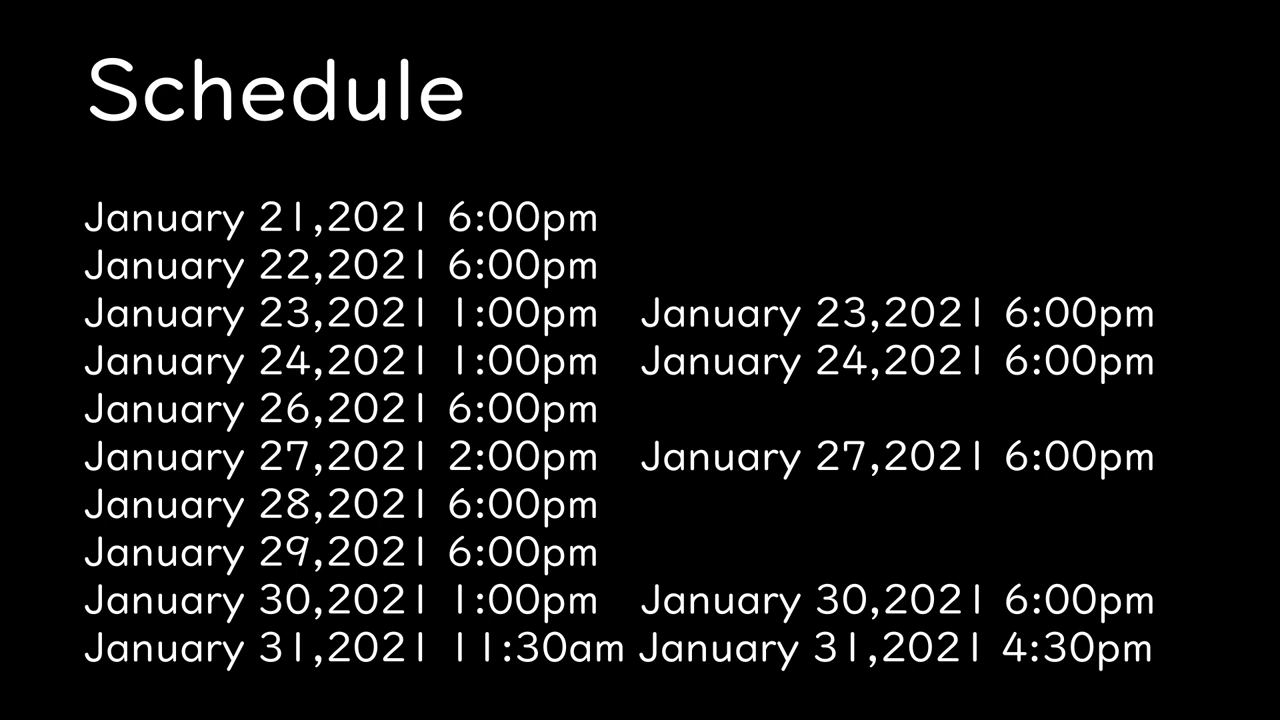 Schedule
January 21,2021 6:00pm
January 22,2021 6:00pm
January 23,2021 1:00pm January 23,2021 6:00pm
January 24,2021 1:00pm January 24,2021 6:00pm
January 26,2021 6:00pm
January 27,2021 2:00pm January 27,2021 6:00pm
January 28,2021 6:00pm
January 29,2021 6:00pm
January 30,2021 1:00pm January 30,2021 6:00pm
January 31,2021 11:30am January 31,2021 4:30pm